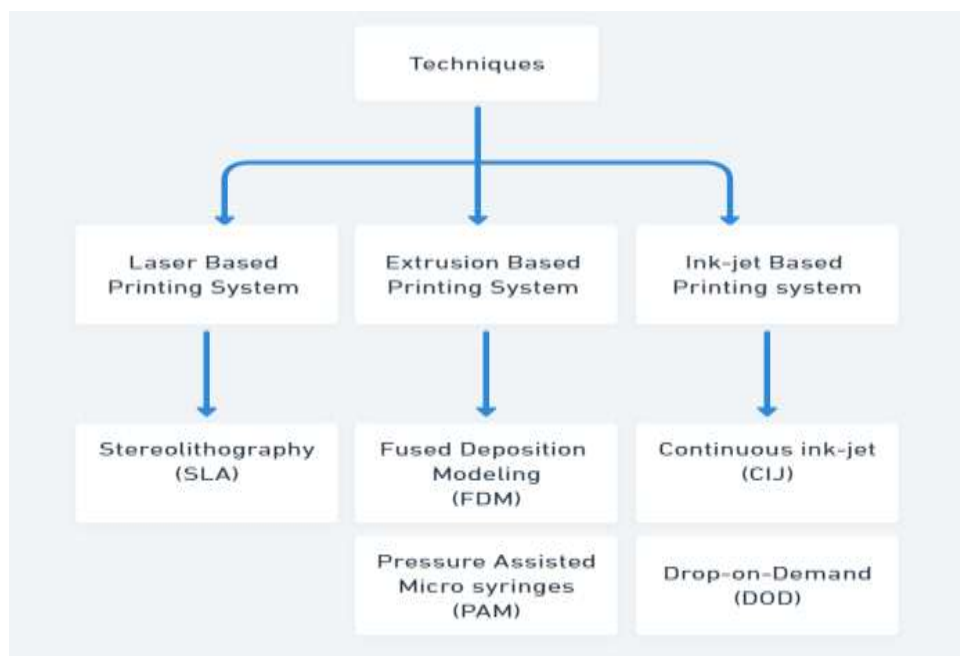 Techniques
Laser Based
Printing System
Extrusion Based
Printing System
Ink-jet Based
Printing system
Stereolithography
(SLA)
Fused Deposition
Modeling
(FDM)
Continuous ink-jet
(CIJ)
Pressure Assisted
Micro syringes
(PAM)
Drop-on-Demand
(DOD)